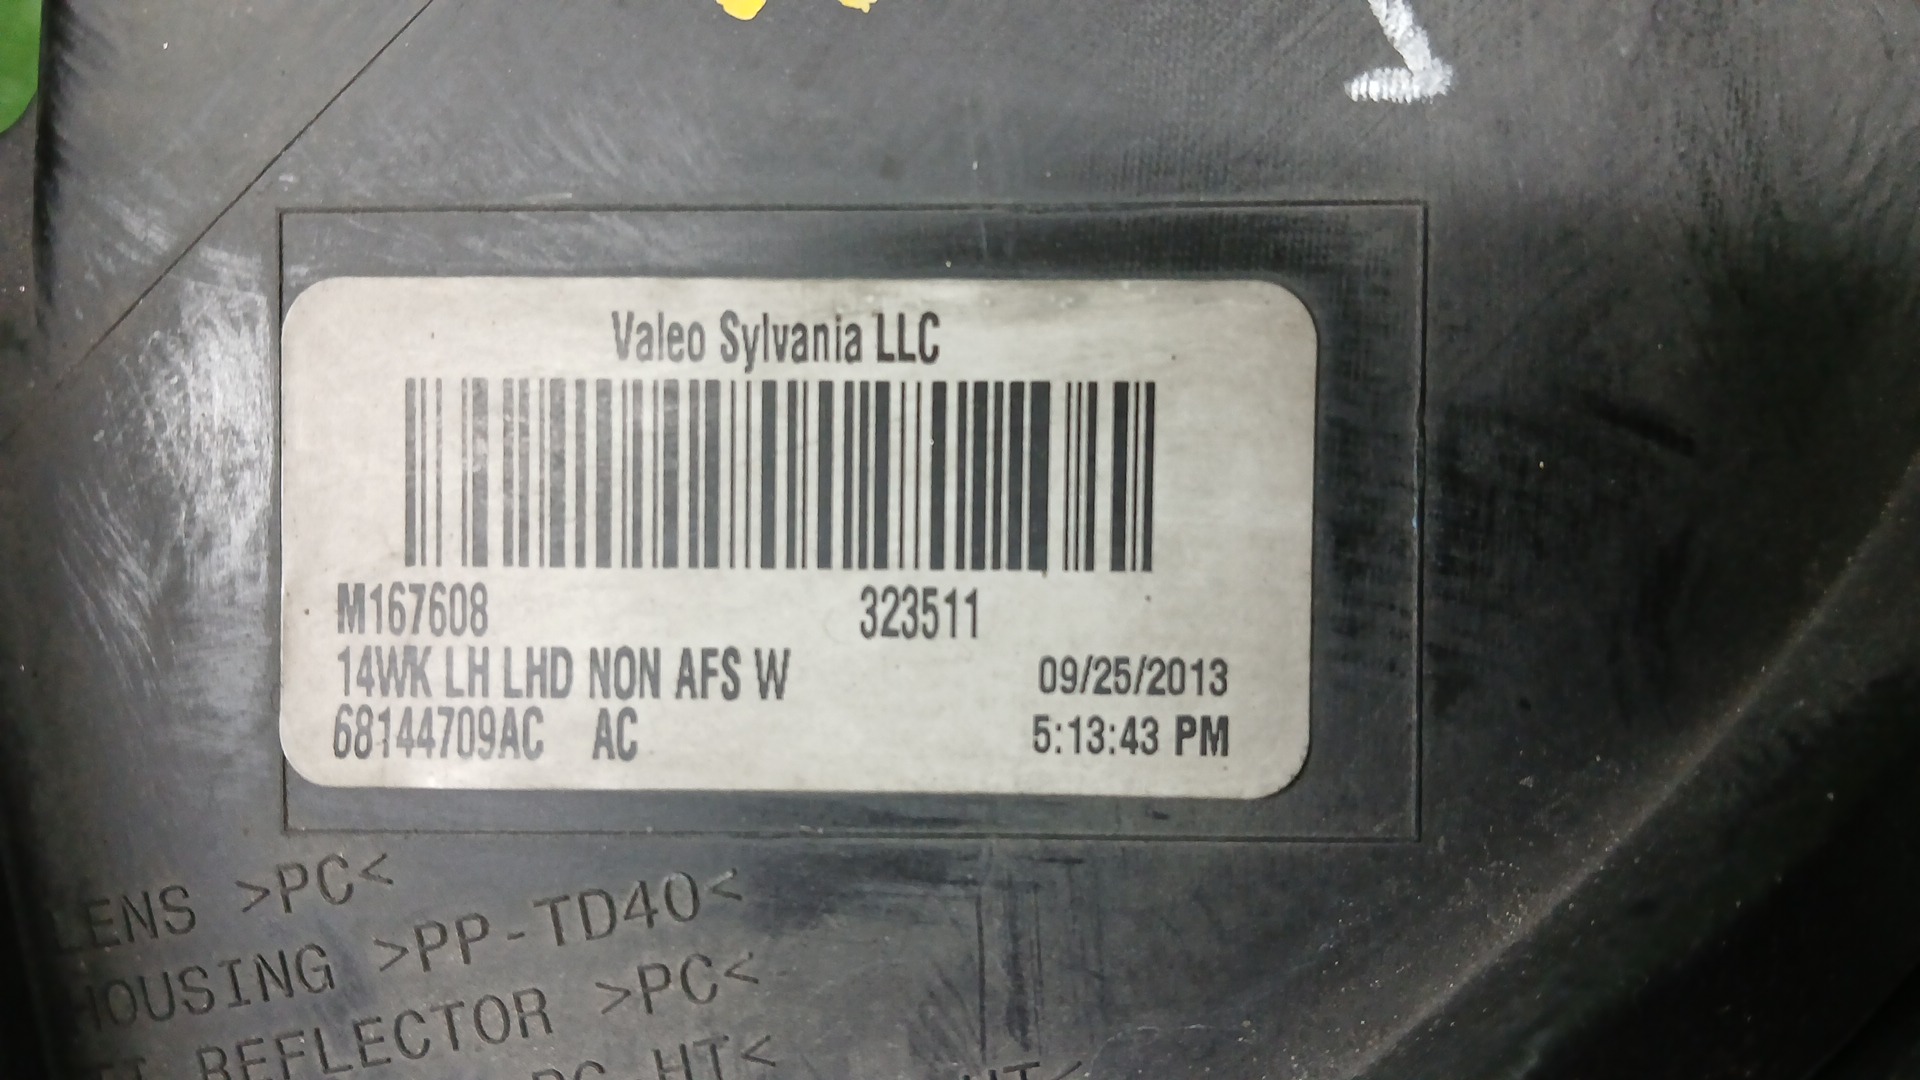 Valeo Sylvania LLC
M167608 323511
14WK LH LHD NON AFS W 09/25/2013
68144709AC AC 5:13:43 PM
LENS >PC<
HOUSING >PP-TD40<
REFLECTOR >PC<
HT<